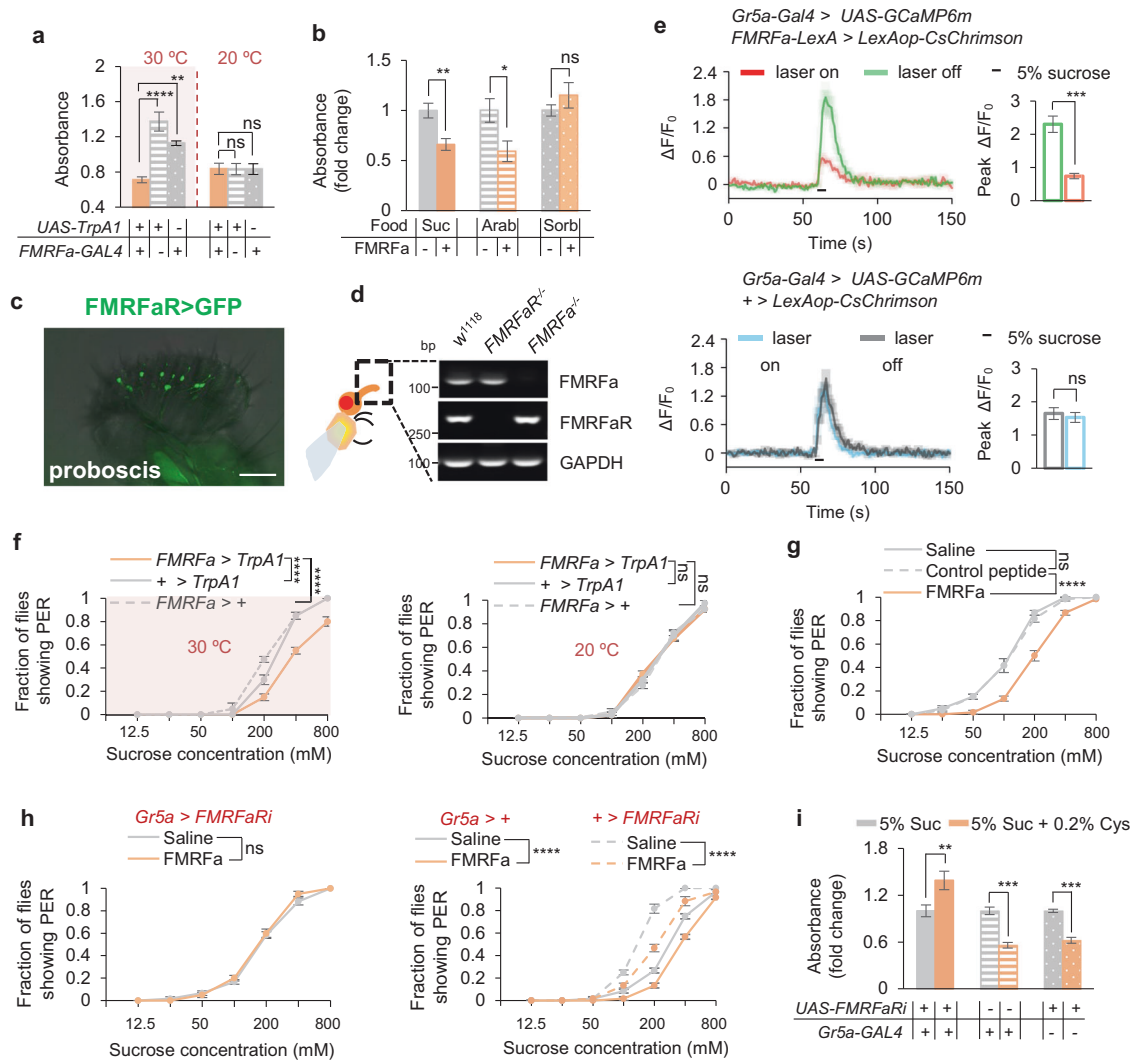 a
30 ºC
20 ºC
Absorbance
2
1.6
1.2
0.8
0.4
****
**
ns
ns
UAS-TrpA1 + + - + + -
FMRFa-GAL4 + - + + - +
b
Absorbance
(fold change)
1.5
1
0.5
0
**
*
ns
Food Suc Arab Sorb
FMRFa - + - + - +
c
FMRFaR>GFP
proboscis
d
bp
w1118
FMRFaR-/-
FMRFa-/-
100
250
100
FMRFa
FMRFaR
GAPDH
e
Gr5a-Gal4 > UAS-GCaMP6m
FMRFa-LexA > LexAop-CsChrimson
laser on
laser off
5% sucrose
ΔF/F0
2.4
1.8
1.2
0.6
0
0 50 100 150
Time (s)
Peak ΔF/F0
3
2
1
0
***
Gr5a-Gal4 > UAS-GCaMP6m
+ > LexAop-CsChrimson
laser
on
laser
off
5% sucrose
ΔF/F0
2.4
1.8
1.2
0.6
0
0 50 100 150
Time (s)
Peak ΔF/F0
3
2
1
0
ns
f
FMRFa > TrpA1
+ > TrpA1
FMRFa > +
****
****
30 ºC
Fraction of flies
showing PER
1
0.8
0.6
0.4
0.2
0
12.5 50 200 800
Sucrose concentration (mM)
FMRFa > TrpA1
+ > TrpA1
FMRFa > +
ns
ns
20 ºC
Fraction of flies
showing PER
1
0.8
0.6
0.4
0.2
0
12.5 50 200 800
Sucrose concentration (mM)
g
Saline
Control peptide
FMRFa
ns
****
Fraction of flies
showing PER
1
0.8
0.6
0.4
0.2
0
12.5 50 200 800
Sucrose concentration (mM)
h
Gr5a > FMRFaRi
Saline
FMRFa
ns
Fraction of flies
showing PER
1
0.8
0.6
0.4
0.2
0
12.5 50 200 800
Sucrose concentration (mM)
Gr5a > +
Saline
FMRFa
****
+ > FMRFaRi
Saline
FMRFa
****
Fraction of flies
showing PER
1
0.8
0.6
0.4
0.2
0
12.5 50 200 800
Sucrose concentration (mM)
i
5% Suc
5% Suc + 0.2% Cys
Absorbance
(fold change)
1.8
1.2
0.6
0
**
***
***
UAS-FMRFaRi + + - - + +
Gr5a-GAL4 + + + + - -